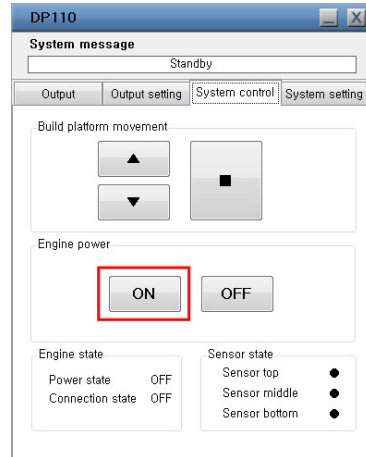 DP110
System message
Standby
Output Output setting System control System setting
Build platform movement
Engine power
ON OFF
Engine state Sensor state
Power state OFF Sensor top
Connection state OFF Sensor middle
Sensor bottom